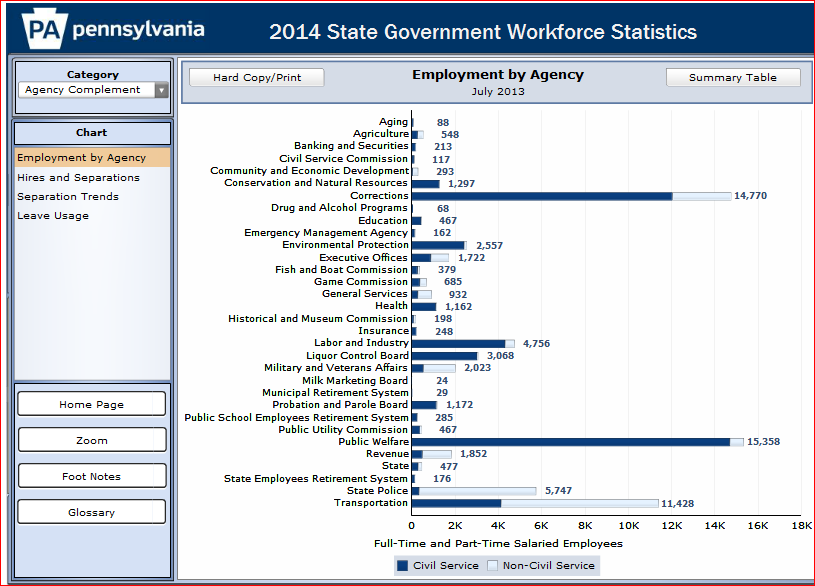 PA pennsylvania
2014 State Government Workforce Statistics
Category
Agency Complement
Chart
Employment by Agency
Hires and Separations
Separation Trends
Leave Usage
Home Page
Zoom
Foot Notes
Glossary
Hard Copy/Print
Employment by Agency
July 2013
Summary Table
Aging 88
Agriculture 548
Banking and Securities 213
Civil Service Commission 117
Community and Economic Development 293
Conservation and Natural Resources 1,297
Corrections 14,770
Drug and Alcohol Programs 68
Education 467
Emergency Management Agency 162
Environmental Protection 2,557
Executive Offices 1,722
Fish and Boat Commission 379
Game Commission 685
General Services 932
Health 1,162
Historical and Museum Commission 198
Insurance 248
Labor and Industry 4,756
Liquor Control Board 3,068
Military and Veterans Affairs 2,023
Milk Marketing Board 24
Municipal Retirement System 29
Probation and Parole Board 1,172
Public School Employees Retirement System 285
Public Utility Commission 467
Public Welfare 15,358
Revenue 1,852
State 477
State Employees Retirement System 176
State Police 5,747
Transportation 11,428
0 2K 4K 6K 8K 10K 12K 14K 16K 18K
Full-Time and Part-Time Salaried Employees
Civil Service Non-Civil Service